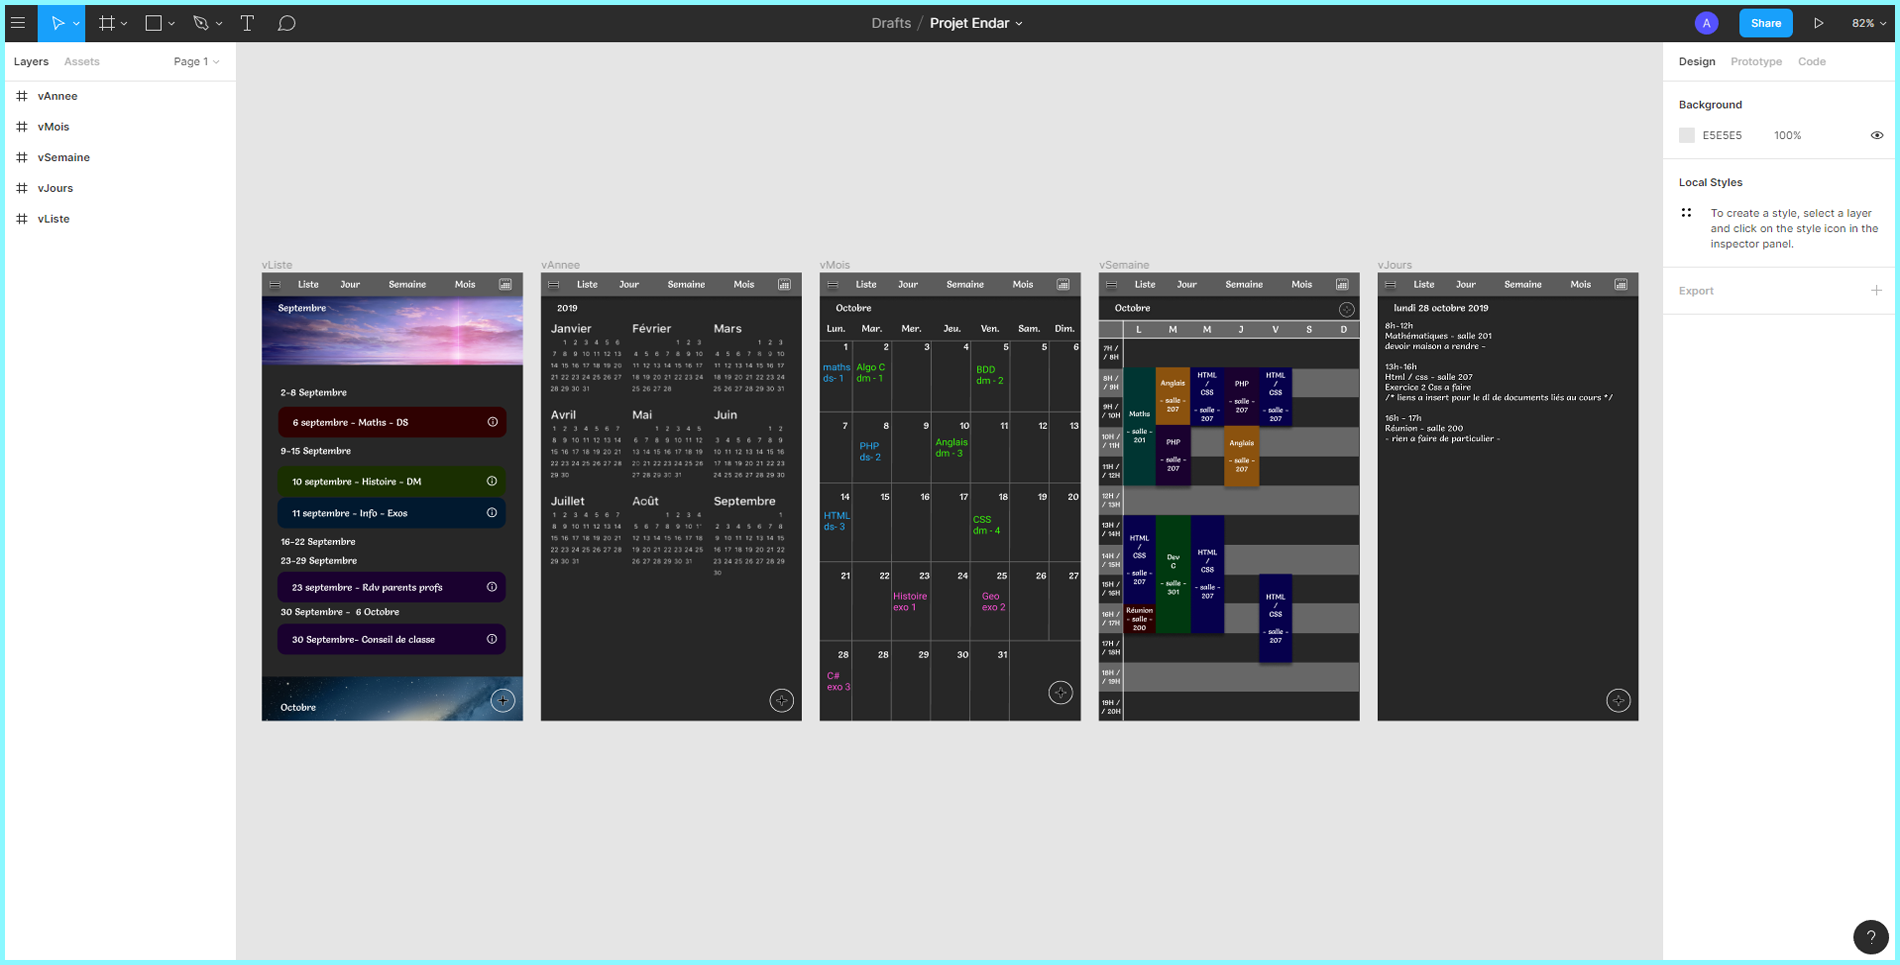 Drafts / Projet Endar
A
Share
82%
Layers
Assets
Page 1
vAnnee
vMois
vSemaine
vJours
vListe
Design
Prototype
Code
Background
E5E5E5
100%
Local Styles
To create a style, select a layer
and click on the style icon in the
inspector panel.
Export
?
vListe
Liste Jour Semaine Mois
Septembre
2-8 Septembre
6 septembre - Maths - DS
9-15 Septembre
10 septembre - Histoire - DM
11 septembre - Info - Exos
16-22 Septembre
23-29 Septembre
23 septembre - Rdv parents profs
30 Septembre - 6 Octobre
30 Septembre- Conseil de classe
Octobre
vAnnee
Liste Jour Semaine Mois
2019
Janvier Février Mars
Avril Mai Juin
Juillet Août Septembre
vMois
Liste Jour Semaine Mois
Octobre
Lun. Mar. Mer. Jeu. Ven. Sam. Dim.
1 2 3 4 5 5 6
maths Algo C BDD
ds- 1 dm - 1 dm - 2
7 8 9 10 11 12 13
PHP Anglais
ds- 2 dm - 3
14 15 16 17 18 19 20
HTML CSS
ds- 3 dm - 4
21 22 23 24 25 26 27
Histoire Geo
exo 1 exo 2
28 28 29 30 31
C#
exo 3
vSemaine
Liste Jour Semaine Mois
Octobre
L M M J V S D
7H /
/ 8H
8H /
/ 9H
9H /
/ 10H
10H /
/ 11H
11H /
/ 12H
12H /
/ 13H
13H /
/ 14H
14H /
/ 15H
15H /
/ 16H
16H /
/ 17H
17H /
/ 18H
18H /
/ 19H
19H /
/ 20H
Maths
- salle -
201
HTML
/
CSS
- salle -
207
Réunion
- salle -
200
Anglais
- salle -
207
PHP
- salle -
207
Dev
C
- salle -
301
HTML
/
CSS
- salle -
207
HTML
/
CSS
- salle -
207
PHP
- salle -
207
Anglais
- salle -
207
HTML
/
CSS
- salle -
207
HTML
/
CSS
- salle -
207
vJours
Liste Jour Semaine Mois
lundi 28 octobre 2019
8h-12h
Mathématiques - salle 201
devoir maison a rendre -
13h-16h
Html / css - salle 207
Exercice 2 Css a faire
/* liens a insert pour le dl de documents liés au cours */
16h - 17h
Réunion - salle 200
- rien a faire de particulier -